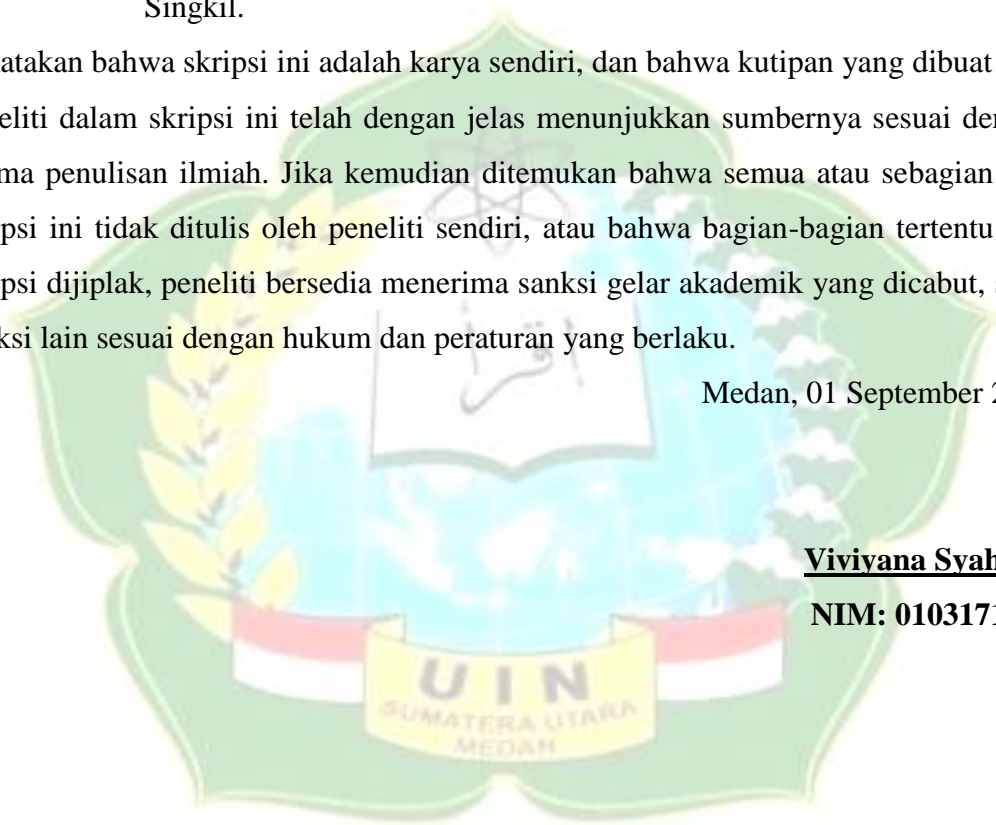 Singkil.
atakan bahwa skripsi ini adalah karya sendiri, dan bahwa kutipan yang dibuat
eliti dalam skripsi ini telah dengan jelas menunjukkan sumbernya sesuai den
ma penulisan ilmiah. Jika kemudian ditemukan bahwa semua atau sebagian
psi ini tidak ditulis oleh peneliti sendiri, atau bahwa bagian-bagian tertentu
psi dijiplak, peneliti bersedia menerima sanksi gelar akademik yang dicabut, s
ksi lain sesuai dengan hukum dan peraturan yang berlaku.
Medan, 01 September 2
Viviyana Syah
NIM: 0103171
UIN
SUMATERA UTARA
MEDAN